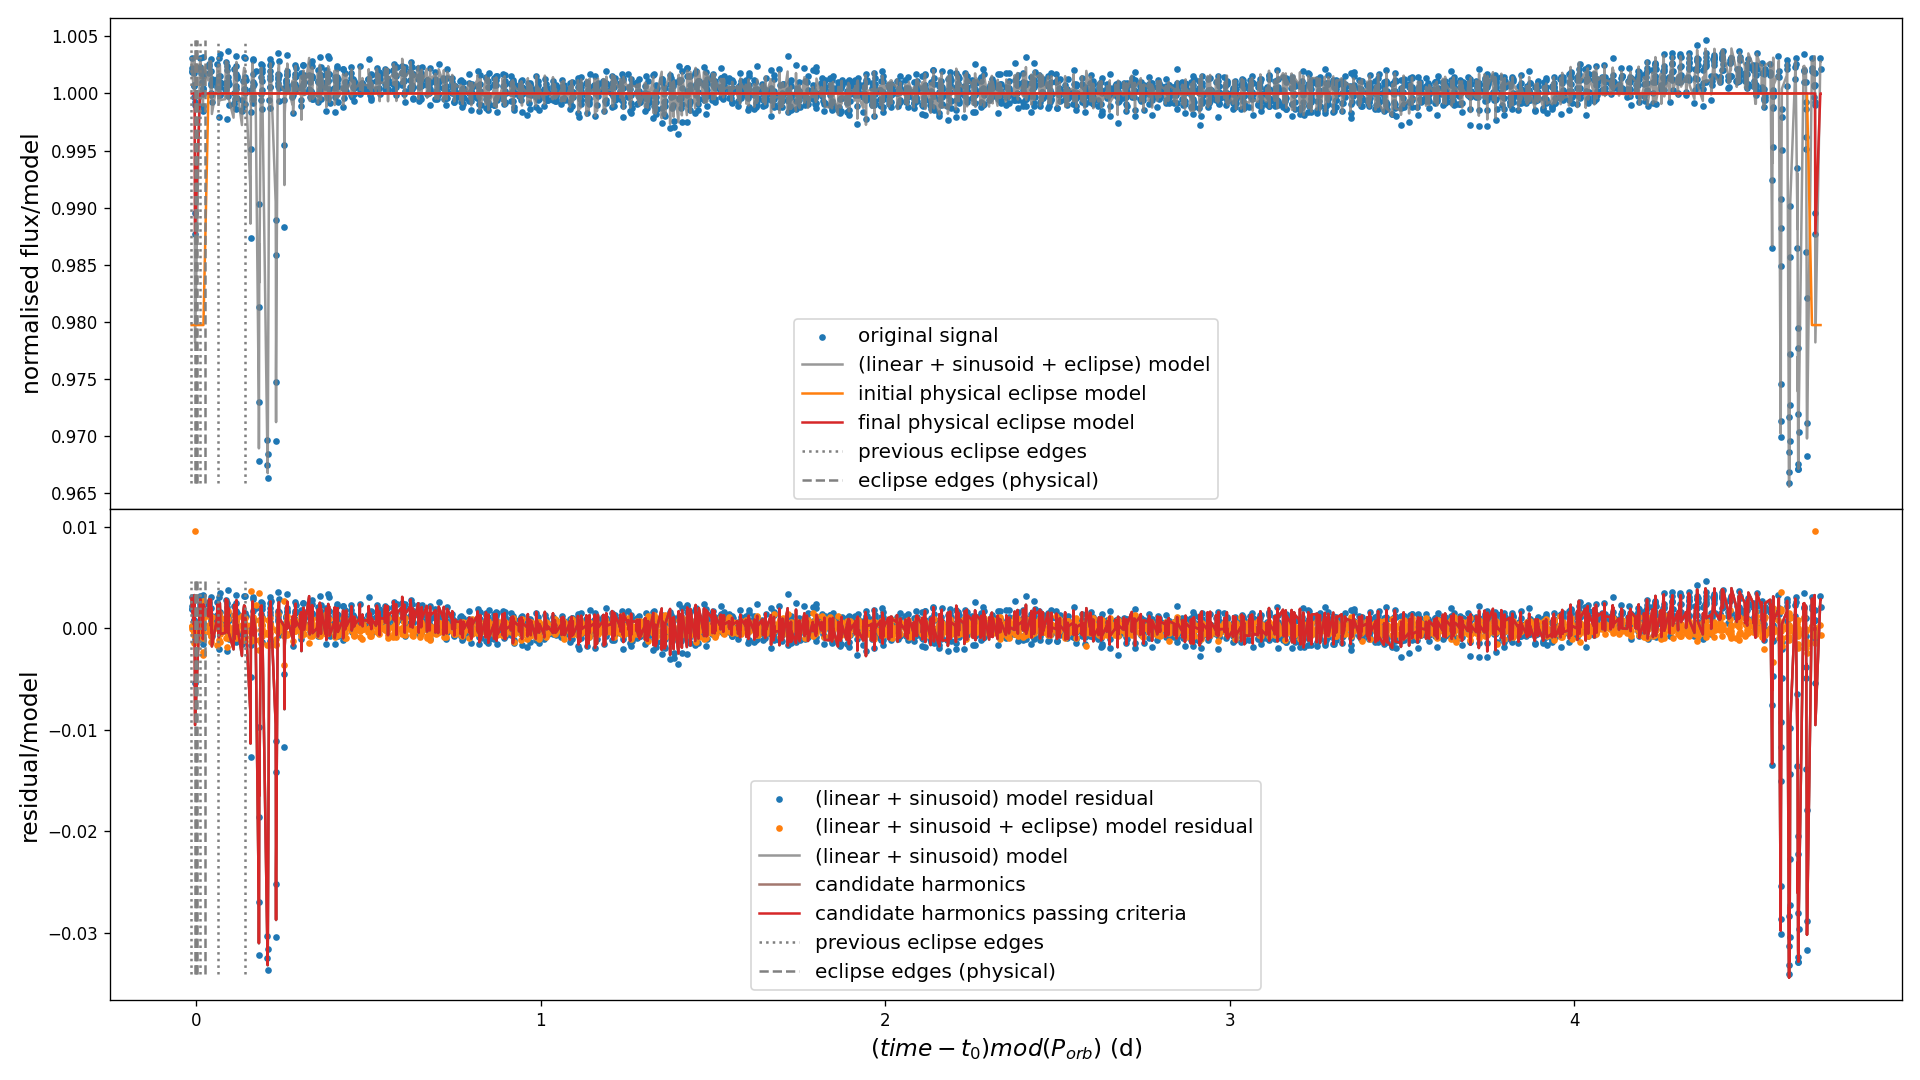 normalised flux/model
1.005
1.000
0.995
0.990
0.985
0.980
0.975
0.970
0.965
original signal
(linear + sinusoid + eclipse) model
initial physical eclipse model
final physical eclipse model
previous eclipse edges
eclipse edges (physical)
residual/model
0.01
0.00
−0.01
−0.02
−0.03
(linear + sinusoid) model residual
(linear + sinusoid + eclipse) model residual
(linear + sinusoid) model
candidate harmonics
candidate harmonics passing criteria
previous eclipse edges
eclipse edges (physical)
0 1 2 3 4
(time − t₀)mod(P_orb) (d)